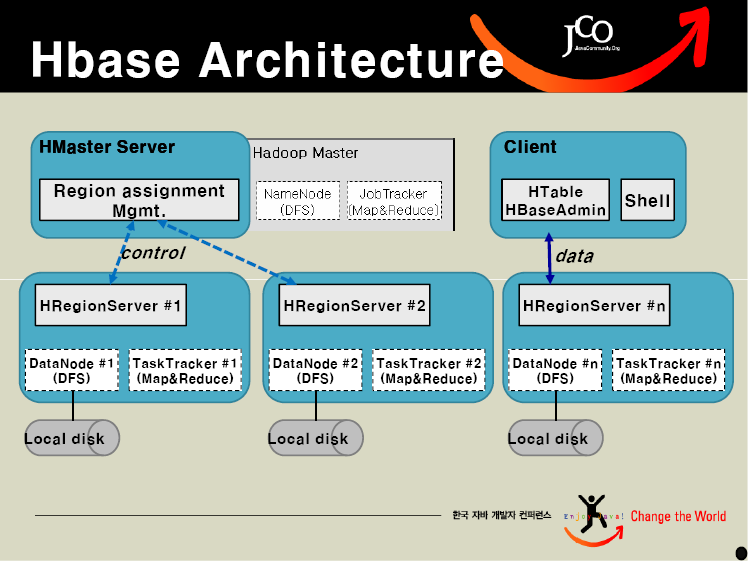 Hbase Architecture
JCO
JavaCommunity.Org
HMaster Server
Region assignment
Mgmt.
Hadoop Master
NameNode
(DFS)
JobTracker
(Map&Reduce)
Client
HTable
HBaseAdmin
Shell
control
data
HRegionServer #1
HRegionServer #2
HRegionServer #n
DataNode #1
(DFS)
TaskTracker #1
(Map&Reduce)
DataNode #2
(DFS)
TaskTracker #2
(Map&Reduce)
DataNode #n
(DFS)
TaskTracker #n
(Map&Reduce)
Local disk
Local disk
Local disk
한국 자바 개발자 컨퍼런스
Enjoy Java!
Change the World